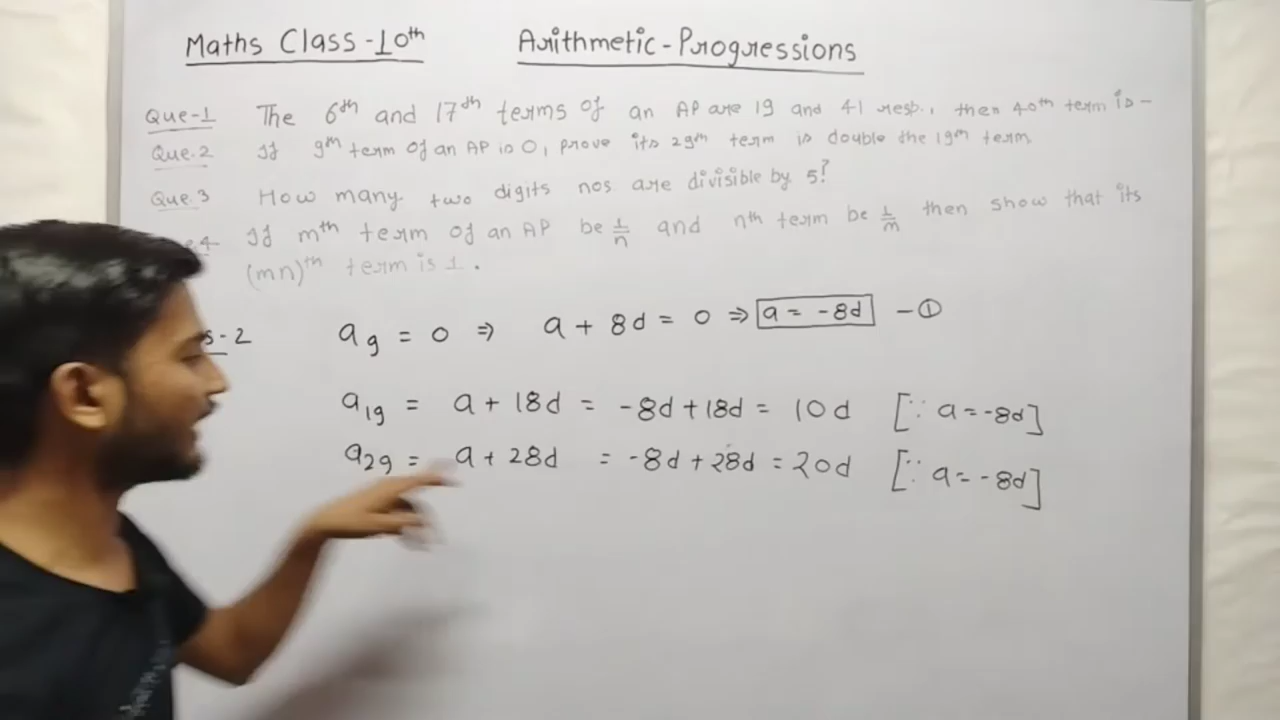 Maths Class-10th Arithmetic-Progressions
Que-1 The 6th and 17th terms of an AP are 19 and 41 resp., then 40th term is-
Que.2 If 9th term of an AP is 0, prove its 29th term is double the 19th term
Que.3 How many two digits nos are divisible by 5?
If mth term of an AP be 1/n and nth term be 1/m then show that its
(mn)th term is 1.
s-2 a9 = 0 ⇒ a + 8d = 0 ⇒ a = -8d -①
a19 = a + 18d = -8d + 18d = 10d [∵ a = -8d]
a29 = a + 28d = -8d + 28d = 20d [∵ a = -8d]